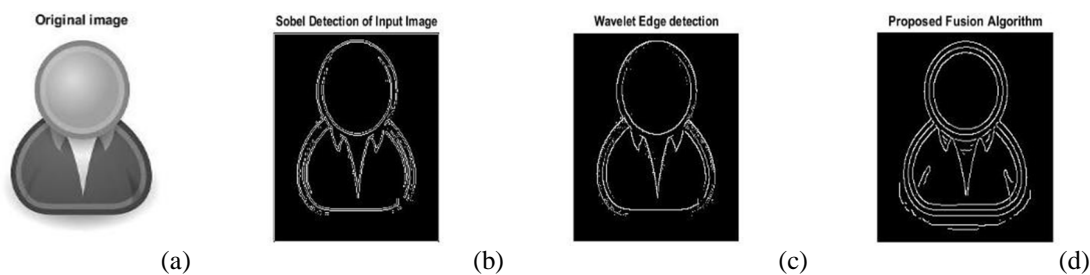 Original image
Sobel Detection of Input Image
Wavelet Edge detection
Proposed Fusion Algorithm
(a)
(b)
(c)
(d)